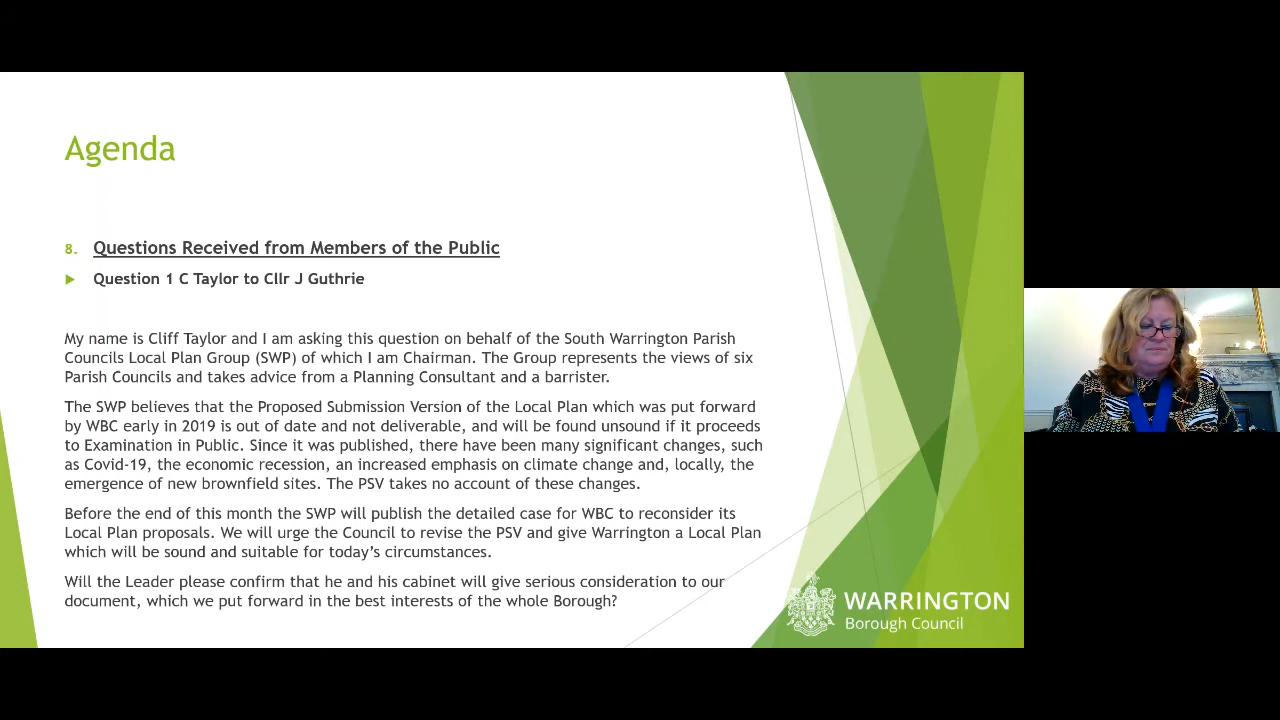 Agenda
8. Questions Received from Members of the Public
Question 1 C Taylor to Cllr J Guthrie
My name is Cliff Taylor and I am asking this question on behalf of the South Warrington Parish
Councils Local Plan Group (SWP) of which I am Chairman. The Group represents the views of six
Parish Councils and takes advice from a Planning Consultant and a barrister.
The SWP believes that the Proposed Submission Version of the Local Plan which was put forward
by WBC early in 2019 is out of date and not deliverable, and will be found unsound if it proceeds
to Examination in Public. Since it was published, there have been many significant changes, such
as Covid-19, the economic recession, an increased emphasis on climate change and, locally, the
emergence of new brownfield sites. The PSV takes no account of these changes.
Before the end of this month the SWP will publish the detailed case for WBC to reconsider its
Local Plan proposals. We will urge the Council to revise the PSV and give Warrington a Local Plan
which will be sound and suitable for today's circumstances.
Will the Leader please confirm that he and his cabinet will give serious consideration to our
document, which we put forward in the best interests of the whole Borough?
WARRINGTON
Borough Council